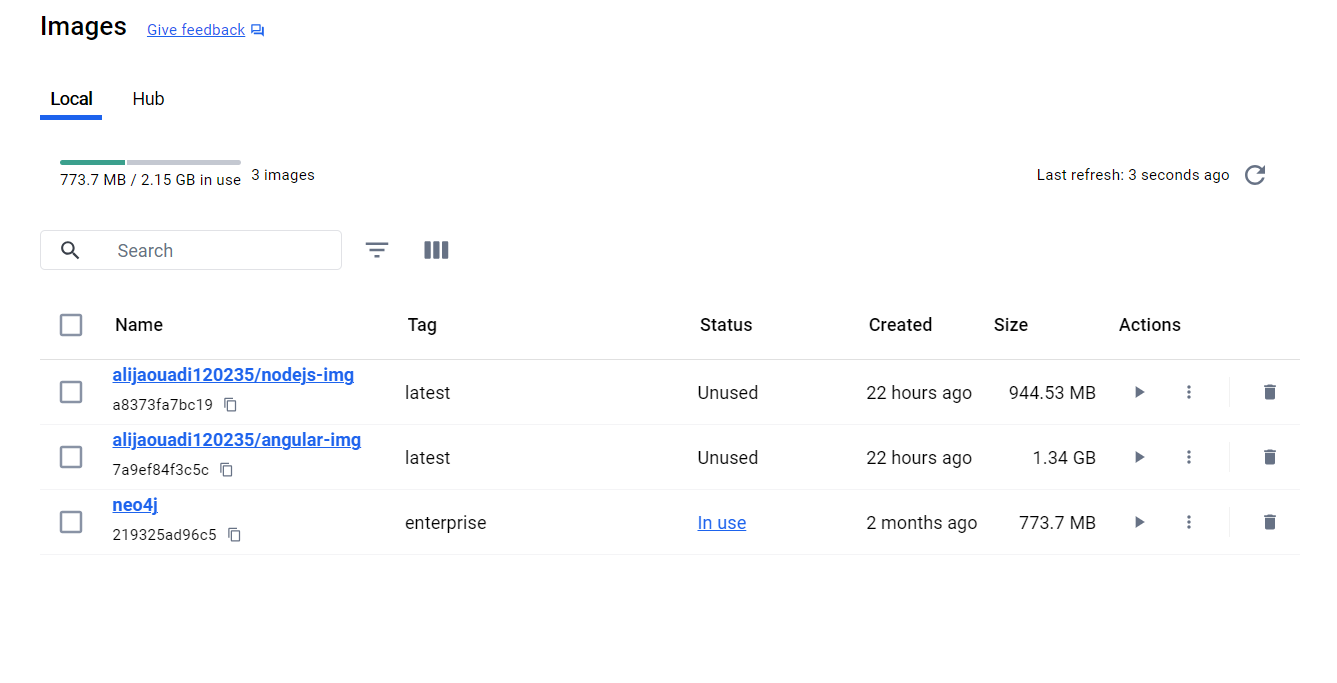 Images Give feedback
Local Hub
773.7 MB / 2.15 GB in use 3 images Last refresh: 3 seconds ago
Search
Name Tag Status Created Size Actions
alijaouadi120235/nodejs-img
a8373fa7bc19 latest Unused 22 hours ago 944.53 MB
alijaouadi120235/angular-img
7a9ef84f3c5c latest Unused 22 hours ago 1.34 GB
neo4j
219325ad96c5 enterprise In use 2 months ago 773.7 MB